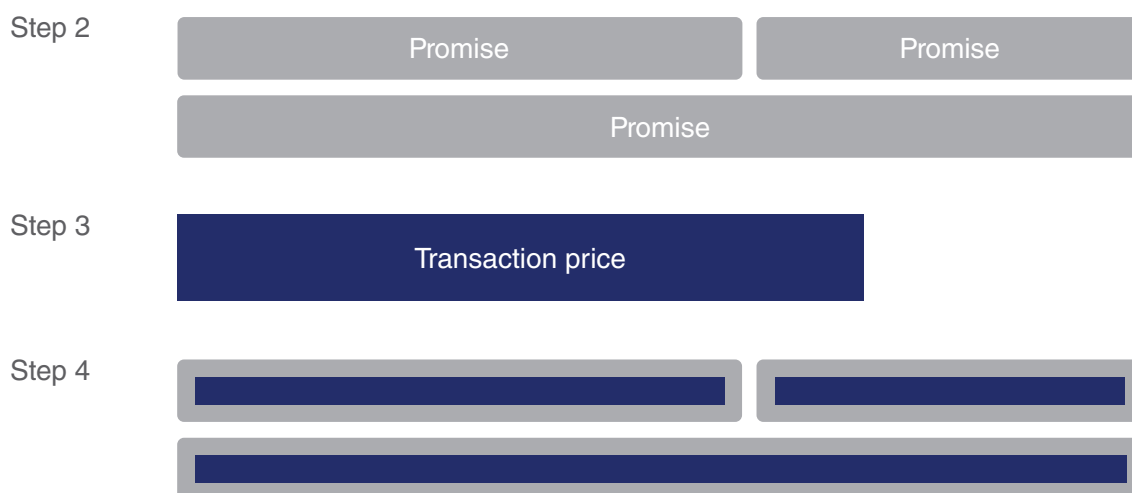 Step 2
Promise
Promise
Promise
Step 3
Transaction price
Step 4